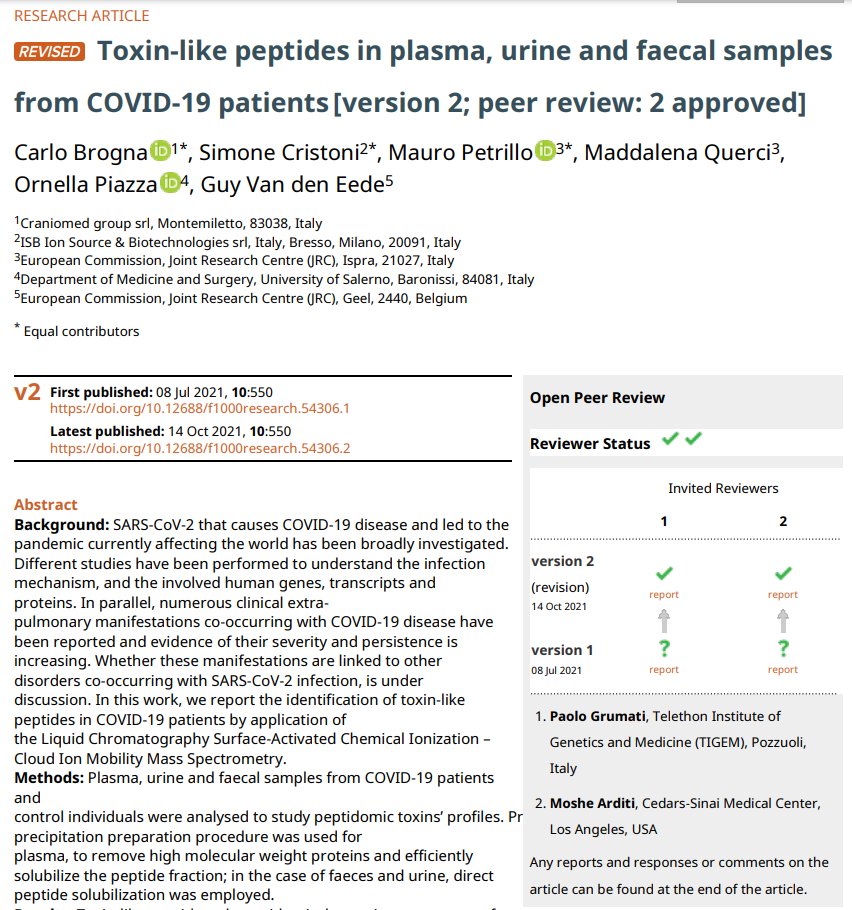 RESEARCH ARTICLE
REVISED Toxin-like peptides in plasma, urine and faecal samples
from COVID-19 patients [version 2; peer review: 2 approved]
Carlo Brogna iD 1*, Simone Cristoni2*, Mauro Petrillo iD 3*, Maddalena Querci3,
Ornella Piazza iD 4, Guy Van den Eede5
1Craniomed group srl, Montemiletto, 83038, Italy
2ISB Ion Source & Biotechnologies srl, Italy, Bresso, Milano, 20091, Italy
3European Commission, Joint Research Centre (JRC), Ispra, 21027, Italy
4Department of Medicine and Surgery, University of Salerno, Baronissi, 84081, Italy
5European Commission, Joint Research Centre (JRC), Geel, 2440, Belgium
* Equal contributors
v2 First published: 08 Jul 2021, 10:550
https://doi.org/10.12688/f1000research.54306.1
Latest published: 14 Oct 2021, 10:550
https://doi.org/10.12688/f1000research.54306.2
Abstract
Background: SARS-CoV-2 that causes COVID-19 disease and led to the
pandemic currently affecting the world has been broadly investigated.
Different studies have been performed to understand the infection
mechanism, and the involved human genes, transcripts and
proteins. In parallel, numerous clinical extra-
pulmonary manifestations co-occurring with COVID-19 disease have
been reported and evidence of their severity and persistence is
increasing. Whether these manifestations are linked to other
disorders co-occurring with SARS-CoV-2 infection, is under
discussion. In this work, we report the identification of toxin-like
peptides in COVID-19 patients by application of
the Liquid Chromatography Surface-Activated Chemical Ionization –
Cloud Ion Mobility Mass Spectrometry.
Methods: Plasma, urine and faecal samples from COVID-19 patients
and
control individuals were analysed to study peptidomic toxins’ profiles. Pr
precipitation preparation procedure was used for
plasma, to remove high molecular weight proteins and efficiently
solubilize the peptide fraction; in the case of faeces and urine, direct
peptide solubilization was employed.
Open Peer Review
Reviewer Status
Invited Reviewers
1 2
version 2
(revision)
14 Oct 2021
report report
version 1
? ?
08 Jul 2021
report report
1. Paolo Grumati, Telethon Institute of
Genetics and Medicine (TIGEM), Pozzuoli,
Italy
2. Moshe Arditi, Cedars-Sinai Medical Center,
Los Angeles, USA
Any reports and responses or comments on the
article can be found at the end of the article.